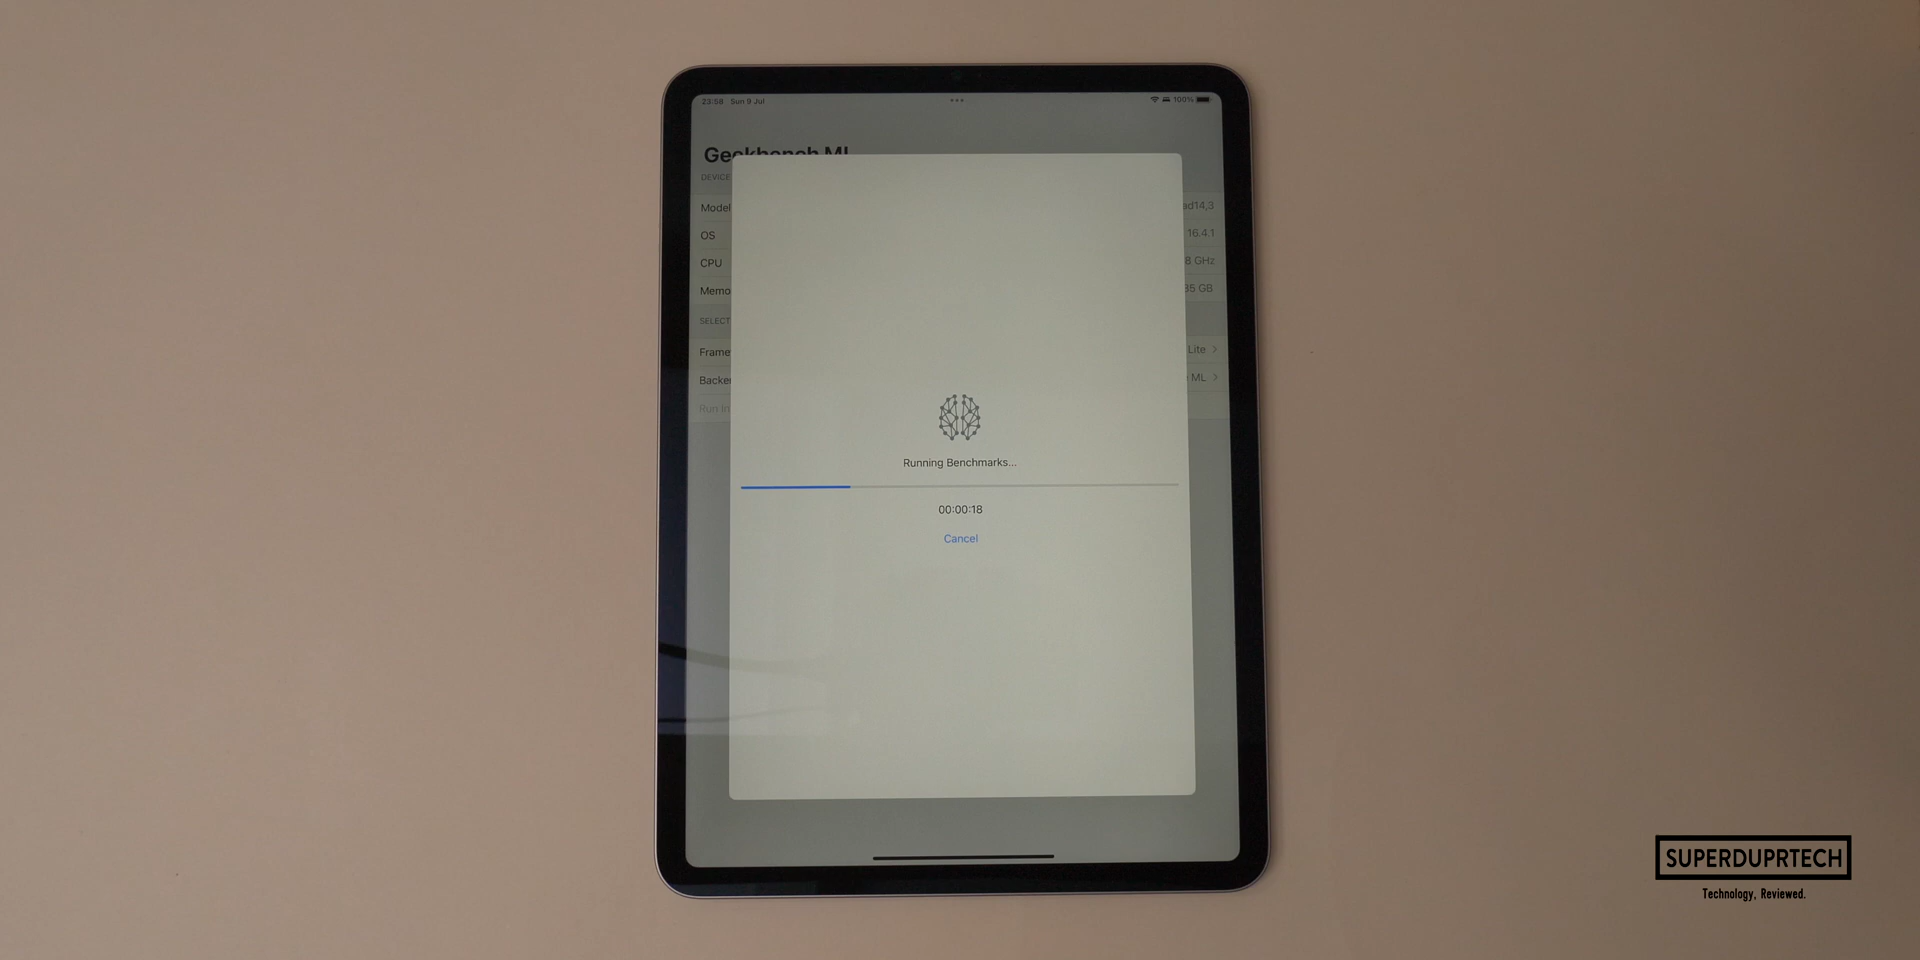 23:58 Sun 9 Jul
100%
Geekbench ML
DEVICE
Model
ad14,3
OS
16.4.1
CPU
8 GHz
Memo
35 GB
SELECT
Frame
Lite
Backe
ML
Run In
Running Benchmarks...
00:00:18
Cancel
SUPERDUPRTECH
Technology, Reviewed.